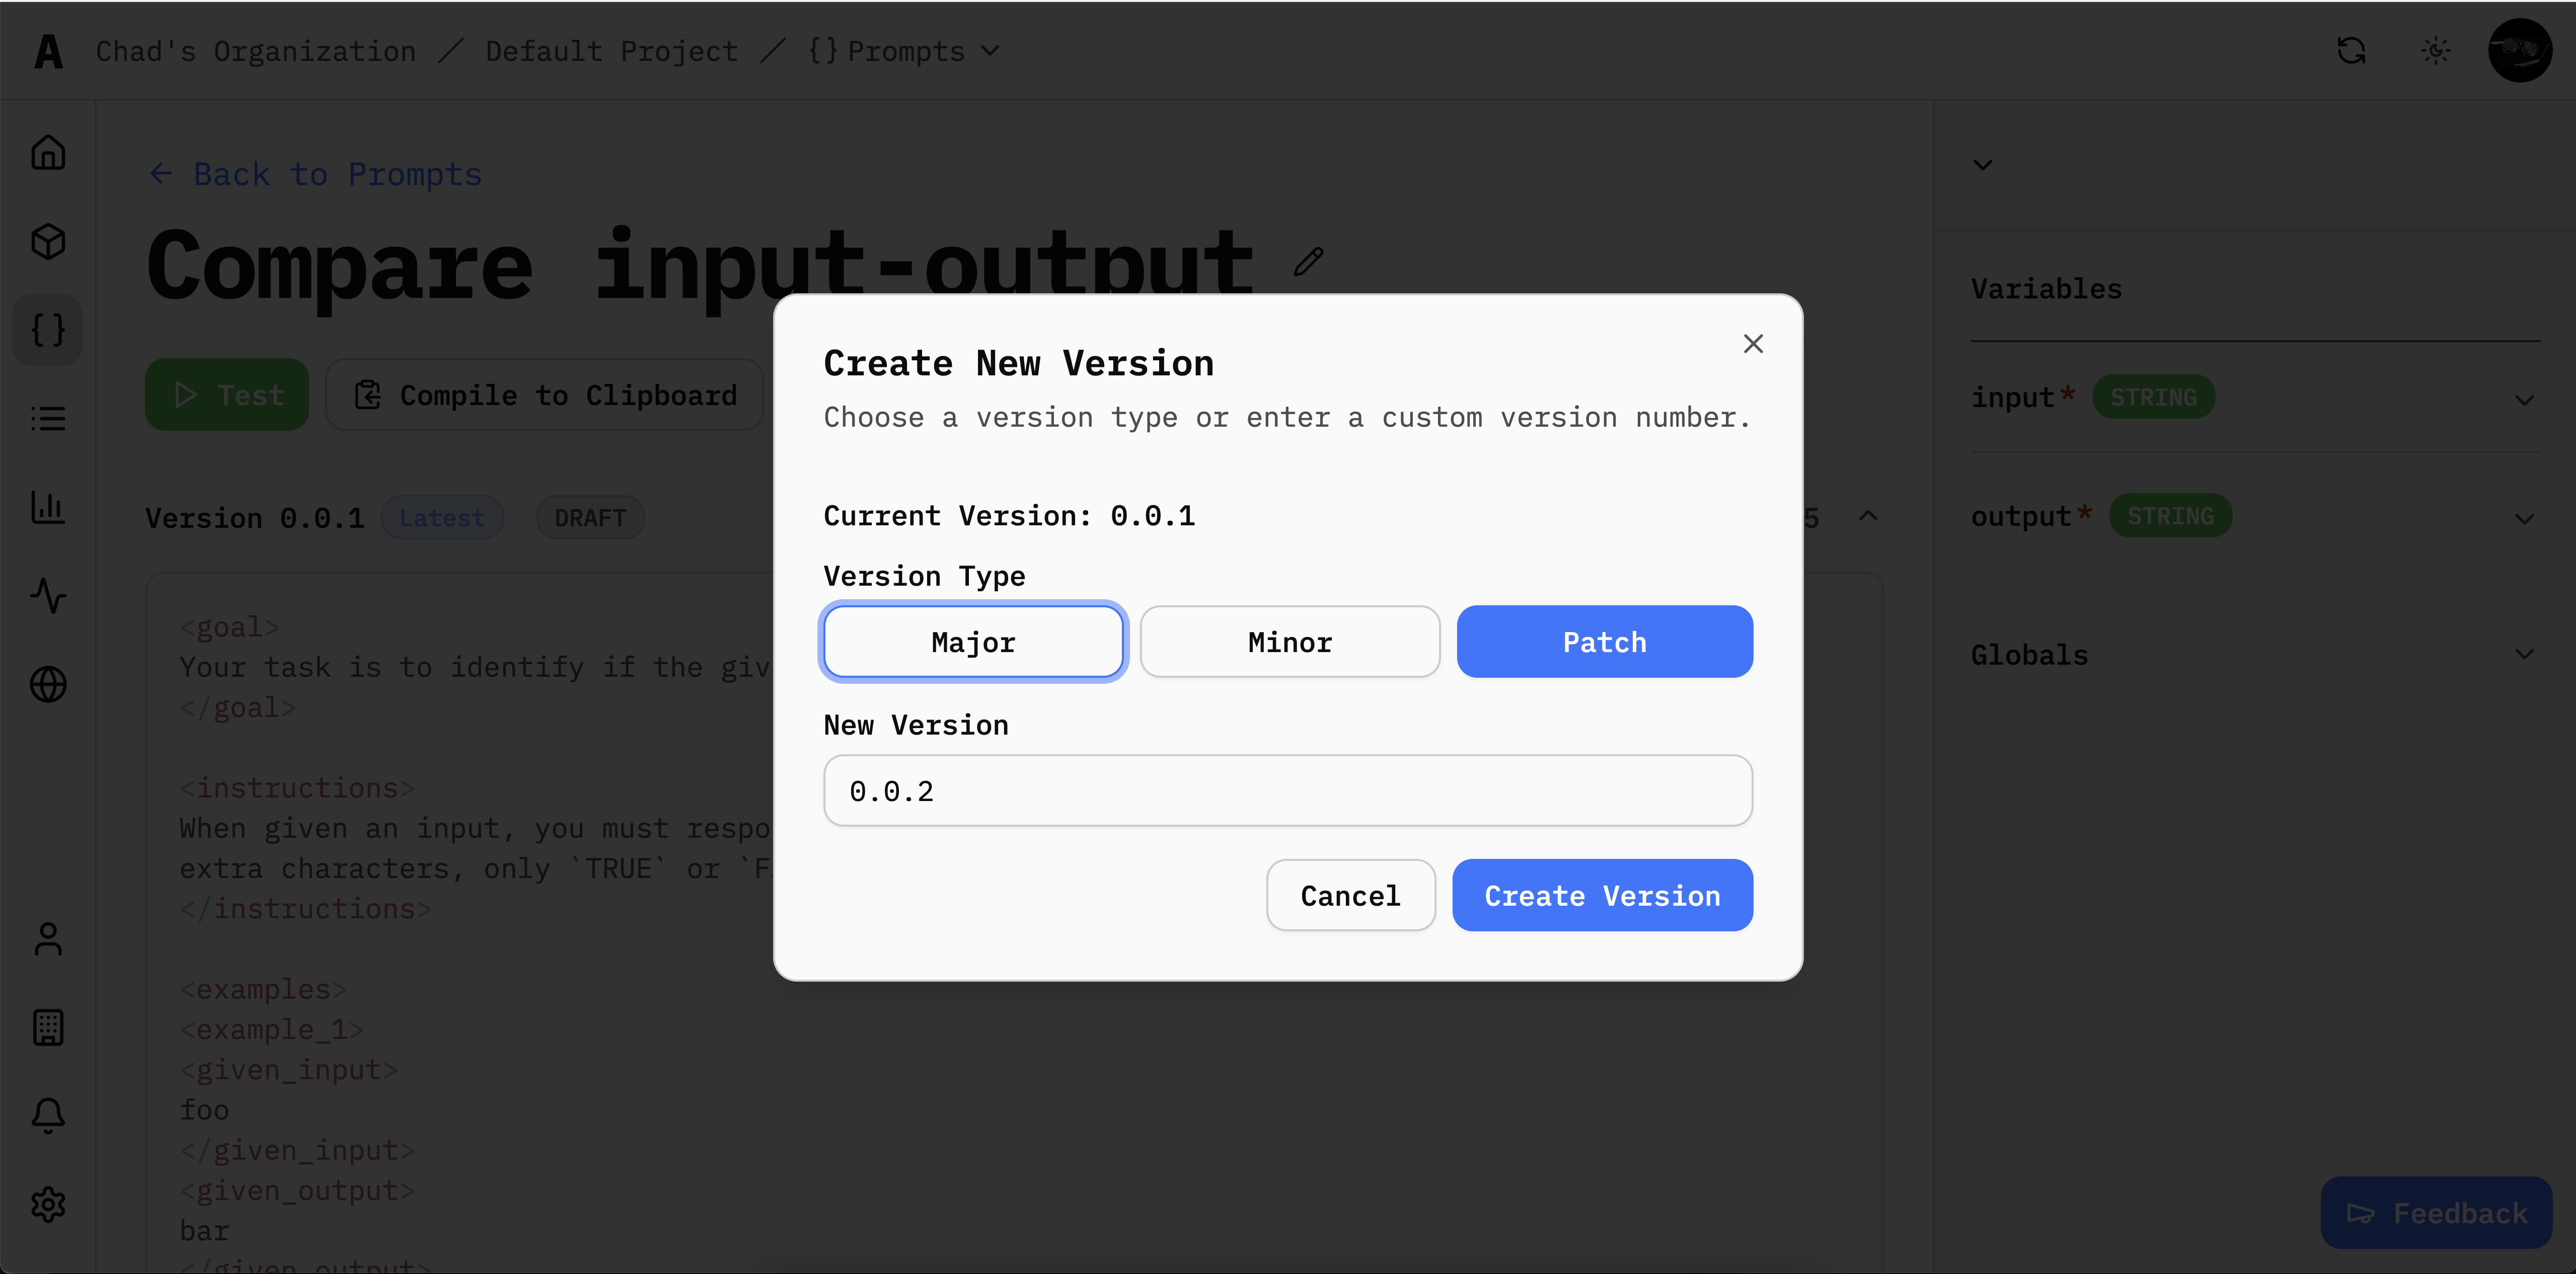 A Chad's Organization / Default Project / {} Prompts
Back to Prompts
Compare input-output
Test
Compile to Clipboard
Version 0.0.1 Latest DRAFT
5
<goal>
Your task is to identify if the giv
</goal>
<instructions>
When given an input, you must respo
extra characters, only `TRUE` or `F
</instructions>
<examples>
<example_1>
<given_input>
foo
</given_input>
<given_output>
bar
</given_output>
Create New Version
Choose a version type or enter a custom version number.
Current Version: 0.0.1
Version Type
Major Minor Patch
New Version
0.0.2
Cancel Create Version
Variables
input* STRING
output* STRING
Globals
Feedback